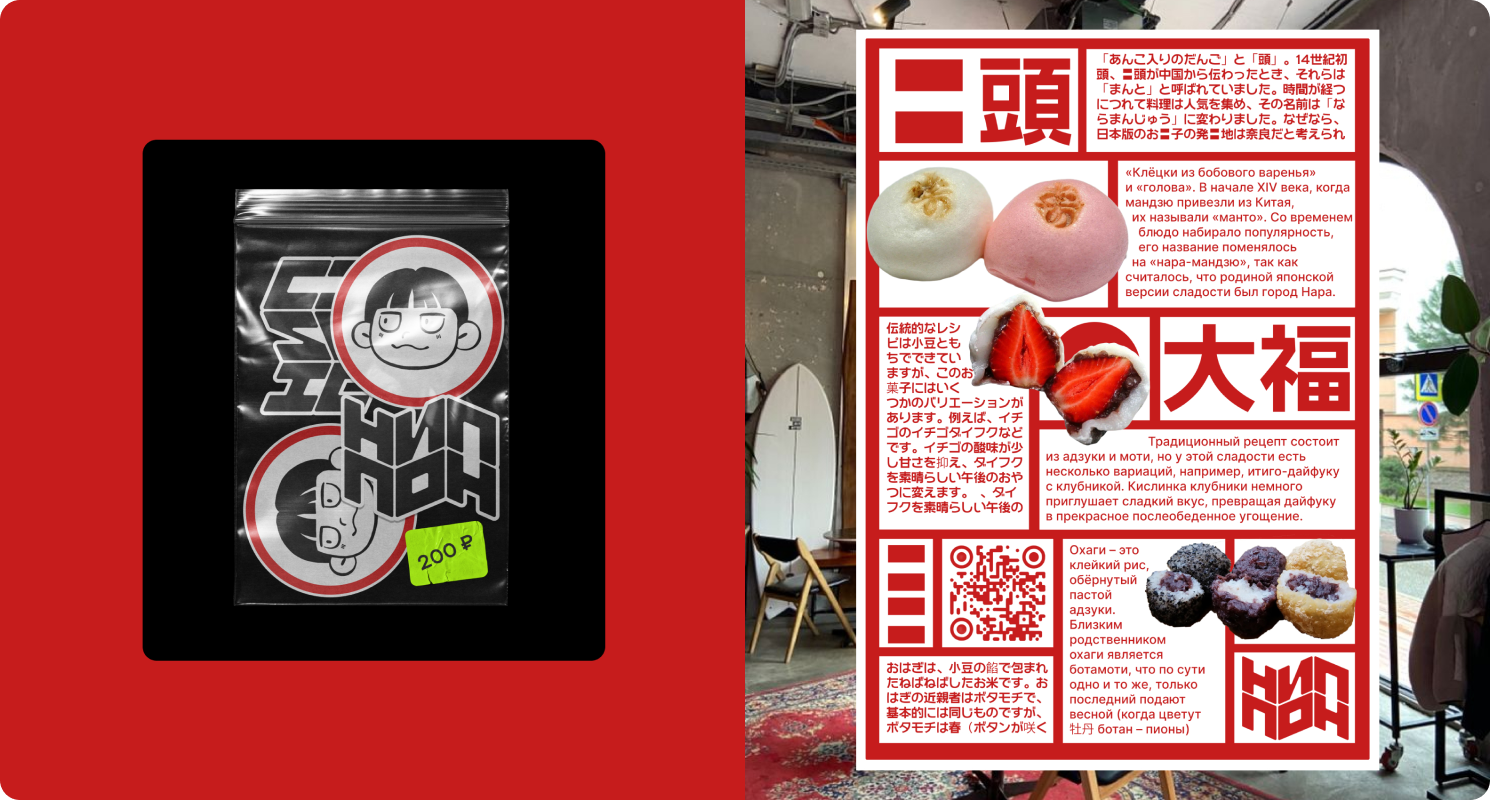 НИП
НИП
ПОН
200 ₽
二頭
「あんこ入りのだんご」と「頭」。14世紀初
頭、〓頭が中国から伝わったとき、それらは
「まんと」と呼ばれていました。時間が経つ
につれて料理は人気を集め、その名前は「な
らまんじゅう」に変わりました。なぜなら、
日本版のお〓子の発〓地は奈良だと考えられ
«Клёцки из бобового варенья»
и «голова». В начале XIV века, когда
мандзю привезли из Китая,
их называли «манто». Со временем
блюдо набирало популярность,
его название поменялось
на «нара-мандзю», так как
считалось, что родиной японской
версии сладости был город Нара.
伝統的なレシ
ピは小豆とも
ちでできてい
ますが、このお
菓子にはいく
つかのバリエーションが
あります。例えば、イチ
ゴのイチゴダイフクなど
です。イチゴの酸味が少
し甘さを抑え、ダイフク
を素晴らしい午後のおや
つに変えます。 、ダイ
フクを素晴らしい午後の
大福
Традиционный рецепт состоит
из адзуки и моти, но у этой сладости есть
несколько вариаций, например, итиго-дайфуку
с клубникой. Кислинка клубники немного
приглушает сладкий вкус, превращая дайфуку
в прекрасное послеобеденное угощение.
三
Охаги – это
клейкий рис,
обёрнутый
пастой
адзуки.
Близким
родственником
охаги является
ботамоти, что по сути
одно и то же, только
последний подают
весной (когда цветут
牡丹 ботан – пионы)
おはぎは、小豆の餡で包まれ
たねばねばしたお米です。お
はぎの近親者はボタモチで、
基本的には同じものですが、
ボタモチは春（ボタンが咲く
НИП
ПОН